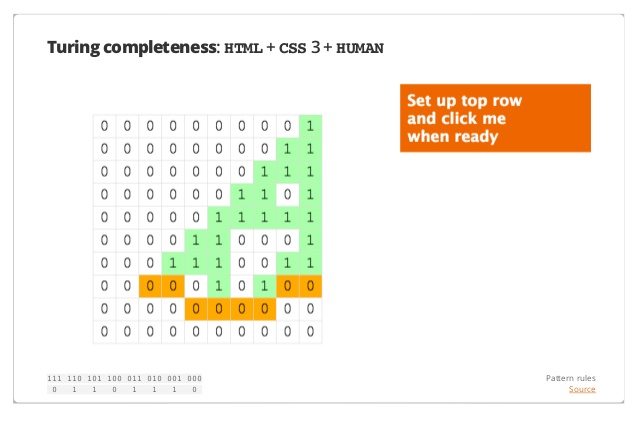 Turing completeness: HTML + CSS 3 + HUMAN
Set up top row
and click me
when ready
0 0 0 0 0 0 0 0 0 1
0 0 0 0 0 0 0 0 1 1
0 0 0 0 0 0 0 1 1 1
0 0 0 0 0 0 1 1 0 1
0 0 0 0 0 1 1 1 1 1
0 0 0 0 1 1 0 0 0 1
0 0 0 1 1 1 0 0 1 1
0 0 0 0 0 1 0 1 0 0
0 0 0 0 0 0 0 0 0 0
0 0 0 0 0 0 0 0 0 0
111 110 101 100 011 010 001 000
0 1 1 0 1 1 1 0
Pattern rules
Source